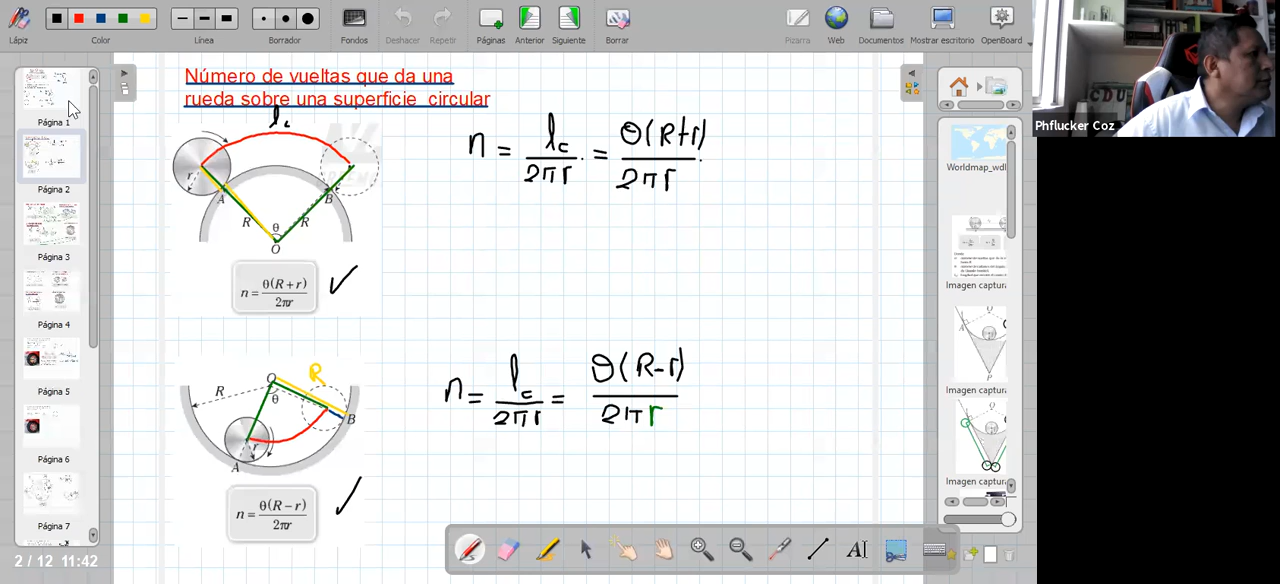 Lápiz
Color
Línea
Borrador
Fondos
Deshacer
Repetir
Páginas
Anterior
Siguiente
Borrar
Pizarra
Web
Documentos
Mostrar escritorio
OpenBoard
Phflucker Coz
Página 1
Página 2
Página 3
Página 4
Página 5
Página 6
Página 7
2 / 12 11:42
Número de vueltas que da una
rueda sobre una superficie circular
lc
r
A
B
R
θ
R
O
n = θ(R + r) / 2πr
n = lc / 2πr = θ(R+r) / 2πr
R
O
R
θ
r
A
B
n = θ(R − r) / 2πr
n = lc / 2πr = θ(R-r) / 2πr
Worldmap_wdl
Imagen captura
Imagen captura
Imagen captura